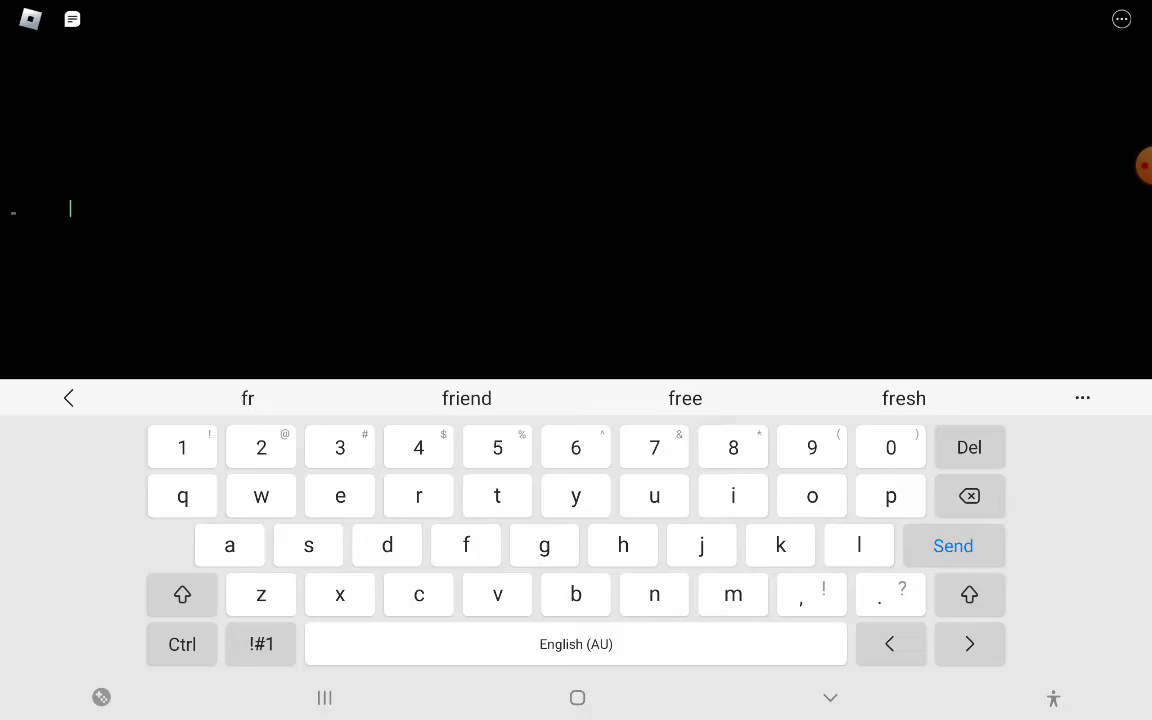 fr friend free fresh
1 ! 2 @ 3 # 4 $ 5 % 6 ^ 7 & 8 * 9 ( 0 ) Del
q w e r t y u i o p
a s d f g h j k l Send
z x c v b n m , ! . ?
Ctrl !#1 English (AU) < >